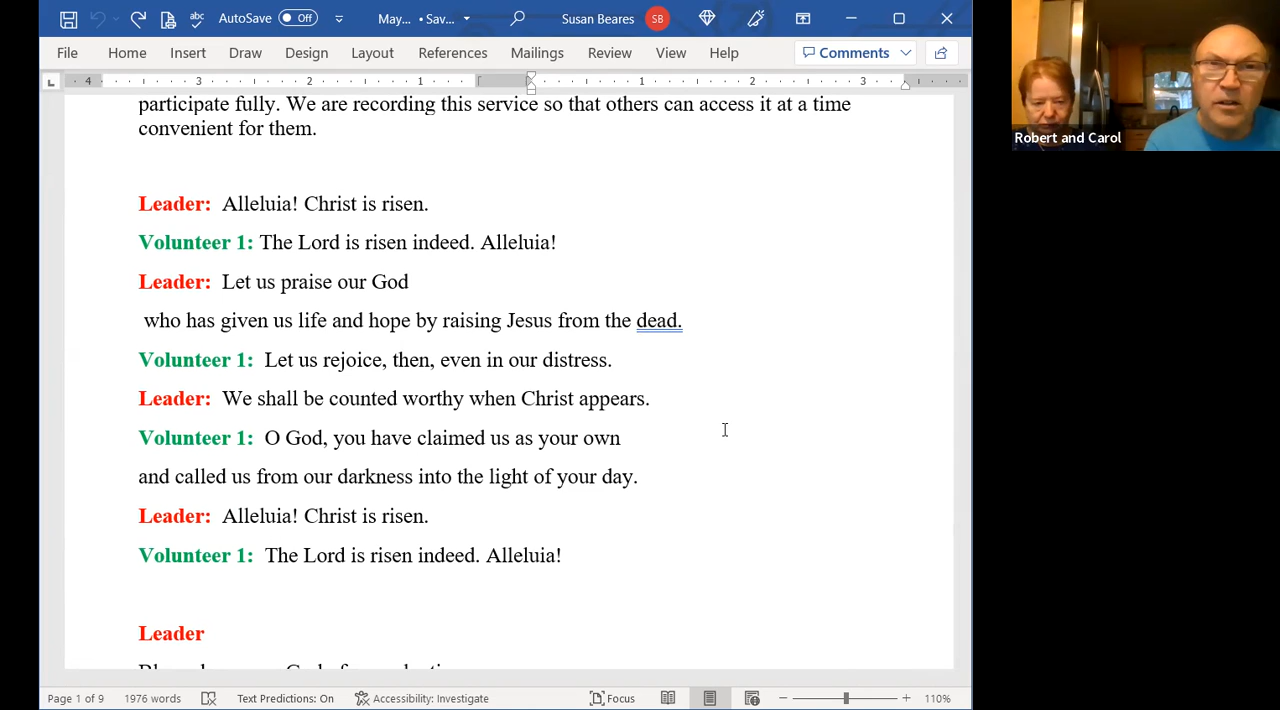 AutoSave Off May... • Sav... Susan Beares SB
File Home Insert Draw Design Layout References Mailings Review View Help Comments
4 3 2 1 1 2 3
participate fully. We are recording this service so that others can access it at a time
convenient for them.
Leader: Alleluia! Christ is risen.
Volunteer 1: The Lord is risen indeed. Alleluia!
Leader: Let us praise our God
who has given us life and hope by raising Jesus from the dead.
Volunteer 1: Let us rejoice, then, even in our distress.
Leader: We shall be counted worthy when Christ appears.
Volunteer 1: O God, you have claimed us as your own
and called us from our darkness into the light of your day.
Leader: Alleluia! Christ is risen.
Volunteer 1: The Lord is risen indeed. Alleluia!
Leader
Page 1 of 9 1976 words Text Predictions: On Accessibility: Investigate Focus 110%
Robert and Carol